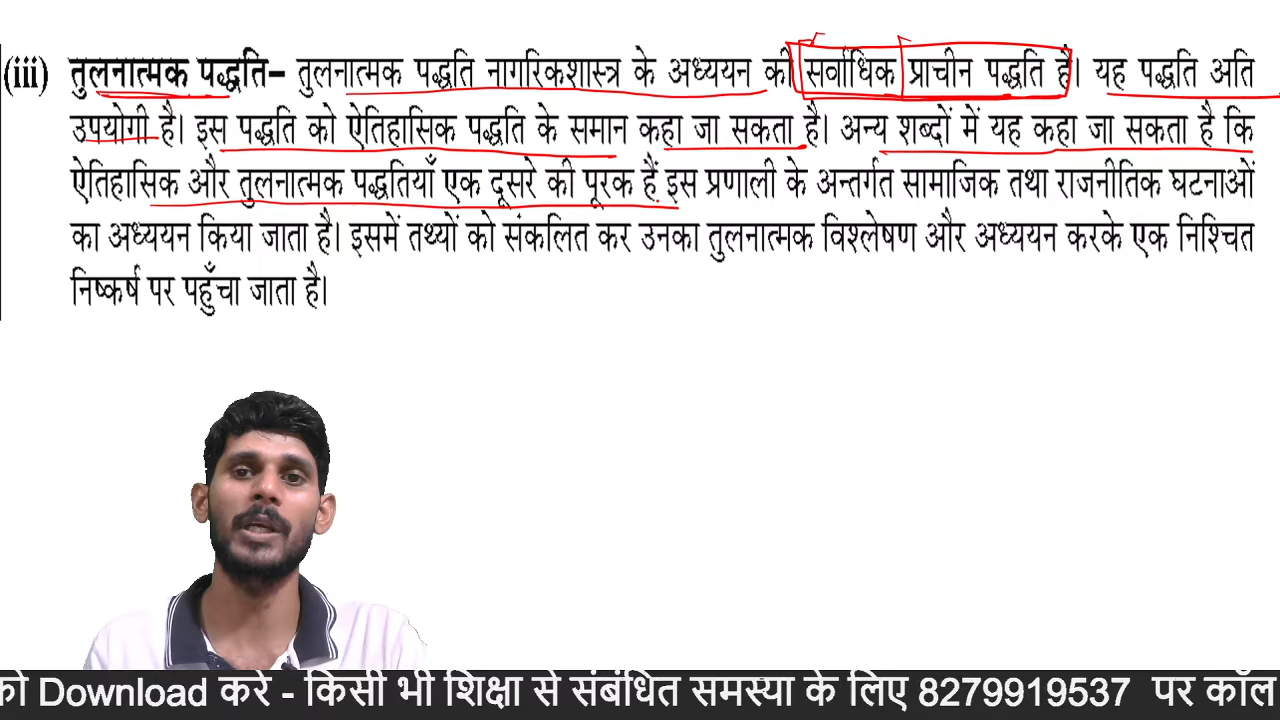 (iii) तुलनात्मक पद्धति– तुलनात्मक पद्धति नागरिकशास्त्र के अध्ययन की सर्वाधिक प्राचीन पद्धति है। यह पद्धति अति
उपयोगी है। इस पद्धति को ऐतिहासिक पद्धति के समान कहा जा सकता है। अन्य शब्दों में यह कहा जा सकता है कि
ऐतिहासिक और तुलनात्मक पद्धतियाँ एक दूसरे की पूरक हैं. इस प्रणाली के अन्तर्गत सामाजिक तथा राजनीतिक घटनाओं
का अध्ययन किया जाता है। इसमें तथ्यों को संकलित कर उनका तुलनात्मक विश्लेषण और अध्ययन करके एक निश्चित
निष्कर्ष पर पहुँचा जाता है।
को Download करे - किसी भी शिक्षा से संबंधित समस्या के लिए 8279919537 पर कॉल